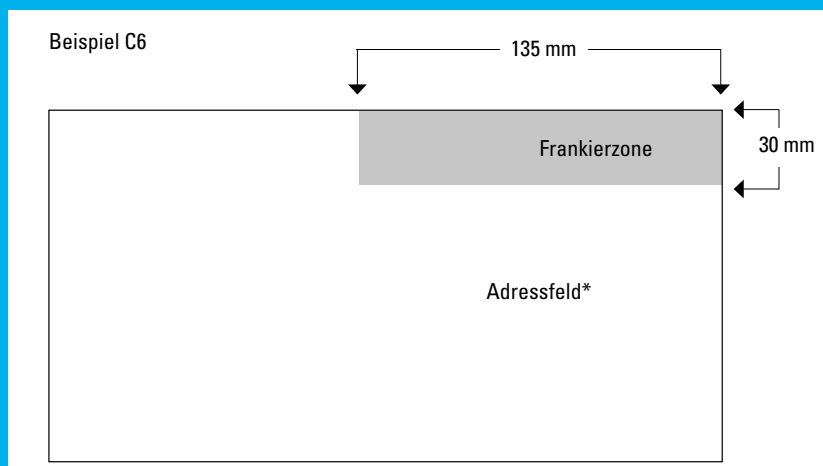 Beispiel C6
135 mm
Frankierzone
30 mm
Adressfeld*